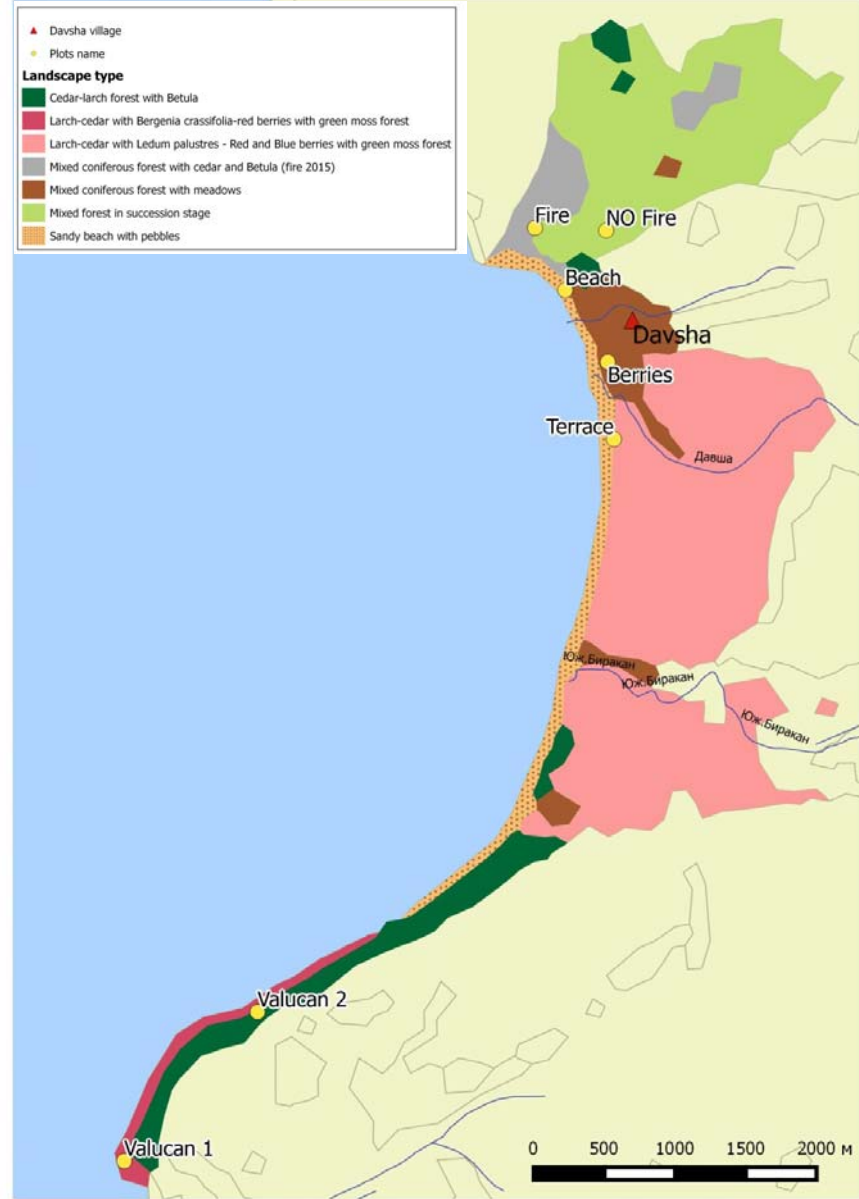 Davsha village
Plots name
Landscape type
Cedar-larch forest with Betula
Larch-cedar with Bergenia crassifolia-red berries with green moss forest
Larch-cedar with Ledum palustres - Red and Blue berries with green moss forest
Mixed coniferous forest with cedar and Betula (fire 2015)
Mixed coniferous forest with meadows
Mixed forest in succession stage
Sandy beach with pebbles
Fire
NO Fire
Beach
Davsha
Berries
Terrace
Давша
Юж.Биракан
Юж.Биракан
Юж.Биракан
Valucan 2
Valucan 1
0 500 1000 1500 2000 м